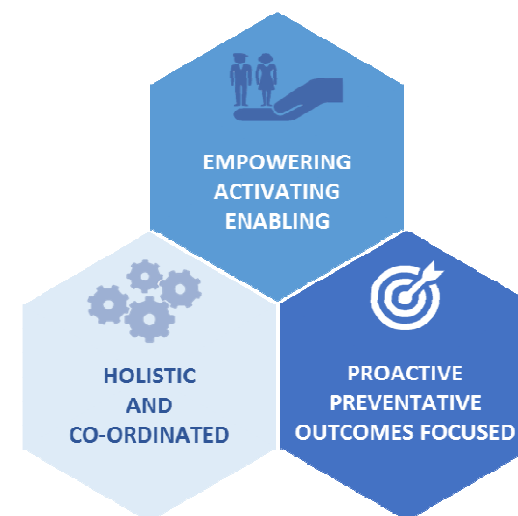 EMPOWERING
ACTIVATING
ENABLING
HOLISTIC
AND
CO-ORDINATED
PROACTIVE
PREVENTATIVE
OUTCOMES FOCUSED